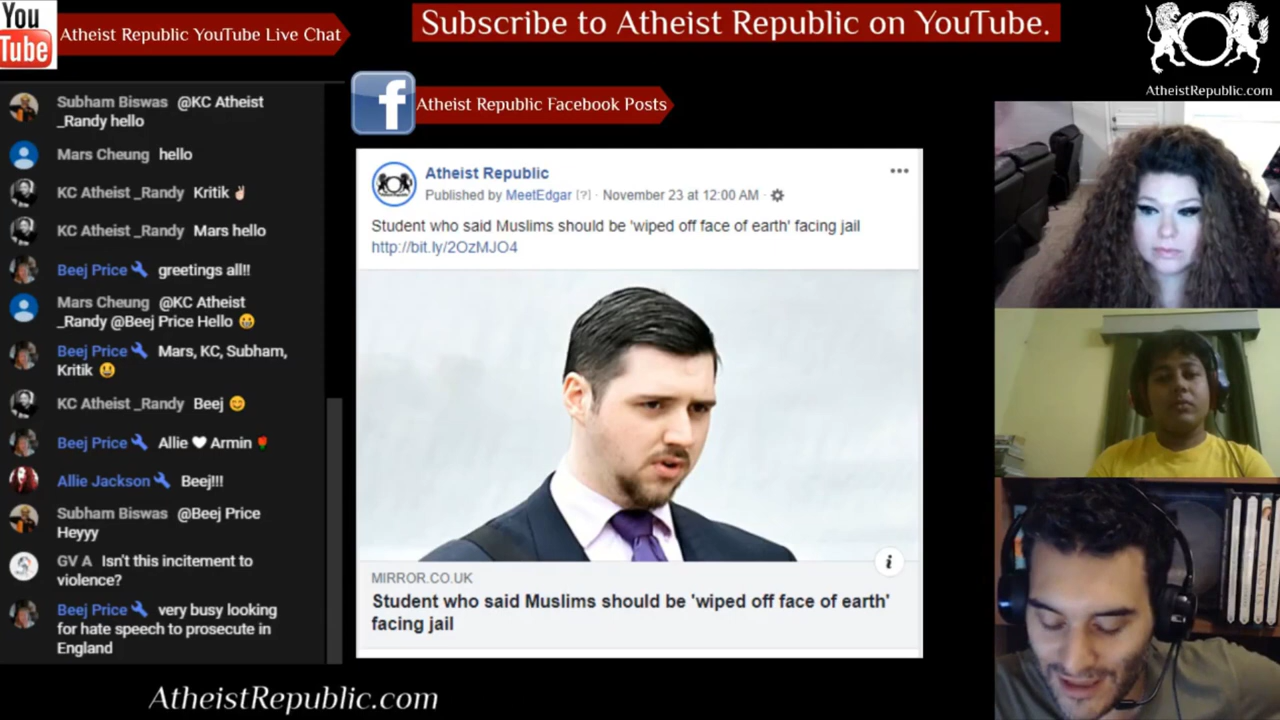 You
Tube
Atheist Republic YouTube Live Chat
Subscribe to Atheist Republic on YouTube.
AtheistRepublic.com
Atheist Republic Facebook Posts
Subham Biswas @KC Atheist
_Randy hello
Mars Cheung hello
KC Atheist _Randy Kritik ✌🏻
KC Atheist _Randy Mars hello
Beej Price greetings all!!
Mars Cheung @KC Atheist
_Randy @Beej Price Hello 😀
Beej Price Mars, KC, Subham,
Kritik 😃
KC Atheist _Randy Beej 😊
Beej Price Allie 🤍 Armin 🌹
Allie Jackson Beej!!!
Subham Biswas @Beej Price
Heyyy
GV A Isn't this incitement to
violence?
Beej Price very busy looking
for hate speech to prosecute in
England
Atheist Republic
Published by MeetEdgar [?] · November 23 at 12:00 AM ·
Student who said Muslims should be 'wiped off face of earth' facing jail
http://bit.ly/2OzMJO4
MIRROR.CO.UK
Student who said Muslims should be 'wiped off face of earth'
facing jail
AtheistRepublic.com